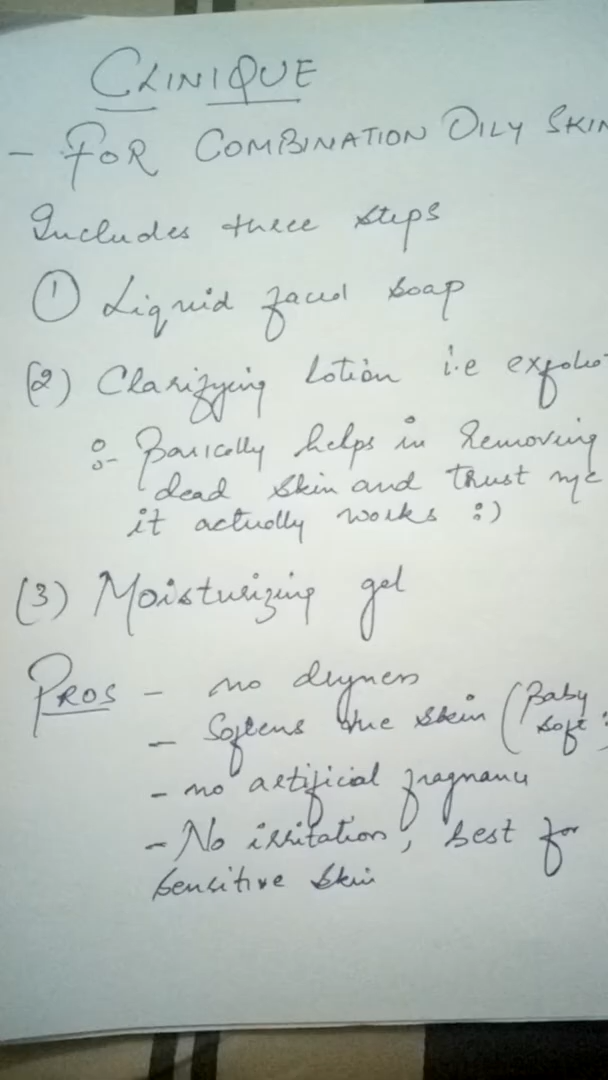 CLINIQUE
- FOR COMBINATION OILY SKIN
Includes three steps
① Liquid facial soap
(2) Clarifying lotion i.e
:- Basically helps in removing
dead skin and trust me
it actually works :)
(3) Moisturizing gel
PROS - no dryness
- Softens the skin (Baby
soft :
- no artificial fragnance
- No irritation, best for
sensitive skin